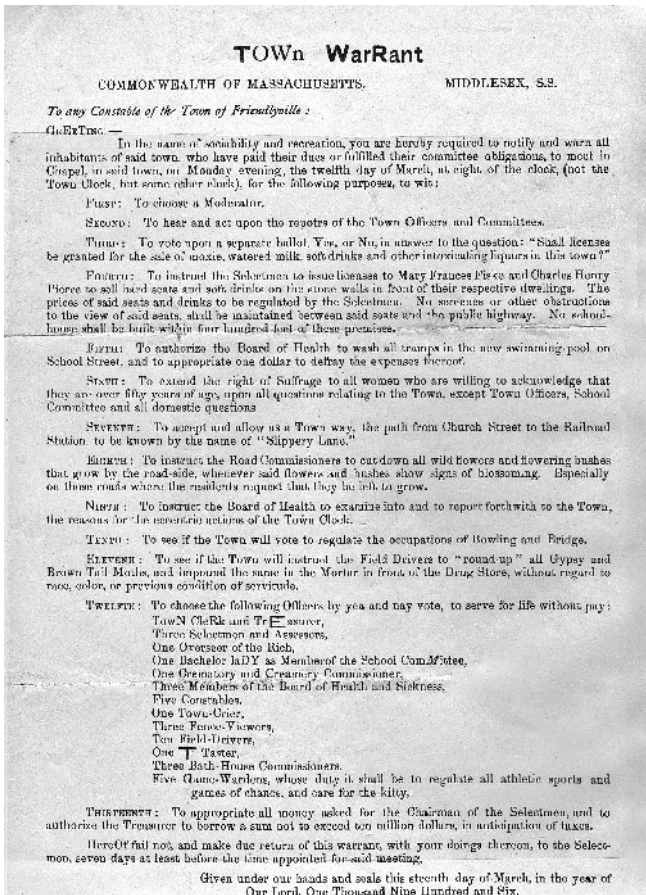 TOWn WarRant
COMMONWEALTH OF MASSACHUSETTS. MIDDLESEX, S.S.
To any Constable of the Town of Friendlyville :
GrEETing —
In the name of sociability and recreation, you are hereby required to notify and warn all
inhabitants of said town, who have paid their dues or fulfilled their committee obligations, to meet in
Chapel, in said town, on Monday evening, the twelfth day of March, at eight of the clock, (not the
Town Clock, but some other clock), for the following purposes, to wit:
FIRST: To choose a Moderator.
SECOND: To hear and act upon the repotrs of the Town Officers and Committees.
THIRD: To vote upon a separate ballot, Yes, or No, in answer to the question: "Shall licenses
be granted for the sale of moxie, watered milk, soft drinks and other intoxicating liquors in this town?"
FOURTH: To instruct the Selectmen to issue licenses to Mary Frances Fiske and Charles Henry
Pierce to sell hard seats and soft drinks on the stone walls in front of their respective dwellings. The
prices of said seats and drinks to be regulated by the Selectmen. No screens or other obstructions
to the view of said seats, shall be maintained between said seats and the public highway. No school-
house shall be built within four hundred feet of these premises.
FIFTH: To authorize the Board of Health to wash all tramps in the new swimming-pool on
School Street, and to appropriate one dollar to defray the expenses thereof.
SIXTH: To extend the right of Suffrage to all women who are willing to acknowledge that
they are over fifty years of age, upon all questions relating to the Town, except Town Officers, School
Committee and all domestic questions
SEVENTH: To accept and allow as a Town way, the path from Church Street to the Railroad
Station, to be known by the name of "Slippery Lane."
EIGHTH: To instruct the Road Commissioners to cut down all wild flowers and flowering bushes
that grow by the road-side, whenever said flowers and bushes show signs of blossoming. Especially
on those roads where the residents request that they be left to grow.
NINTH: To instruct the Board of Health to examine into and to report forthwith to the Town,
the reasons for the eccentric actions of the Town Clock.
TENTH: To see if the Town will vote to regulate the occupations of Bowling and Bridge.
ELEVENH: To see if the Town will instruct the Field Drivers to "round-up" all Gypsy and
Brown Tail Moths, and impound the same in the Mortar in front of the Drug Store, without regard to
race, color, or previous condition of servitude.
TWELFTH: To choose the following Officers by yea and nay vote, to serve for life without pay:
TowN CleRk and TrEasurer,
Three Selectmen and Assessors,
One Overseer of the Rich,
One Bachelor laDY as Memberof the School ComMittee,
One Crematory and Creamery Commissioner,
Three Members of the Board of Health and Sickness,
Five Constables,
One Town-Crier,
Three Fence-Viewers,
Ten Field-Drivers,
One T Taster,
Three Bath-House Commissioners.
Five Game-Wardens, whose duty it shall be to regulate all athletic sports and
games of chance, and care for the kitty.
THIRTEENTH: To appropriate all money asked for the Chairman of the Selectmen, and to
authorize the Treasurer to borrow a sum not to exceed ten million dollars, in anticipation of taxes.
HereOf fail not, and make due return of this warrant, with your doings thereon, to the Select-
men, seven days at least before the time appointed for said meeting.
Given under our hands and seals this steenth day of March, in the year of
Our Lord, One Thousand Nine Hundred and Six.